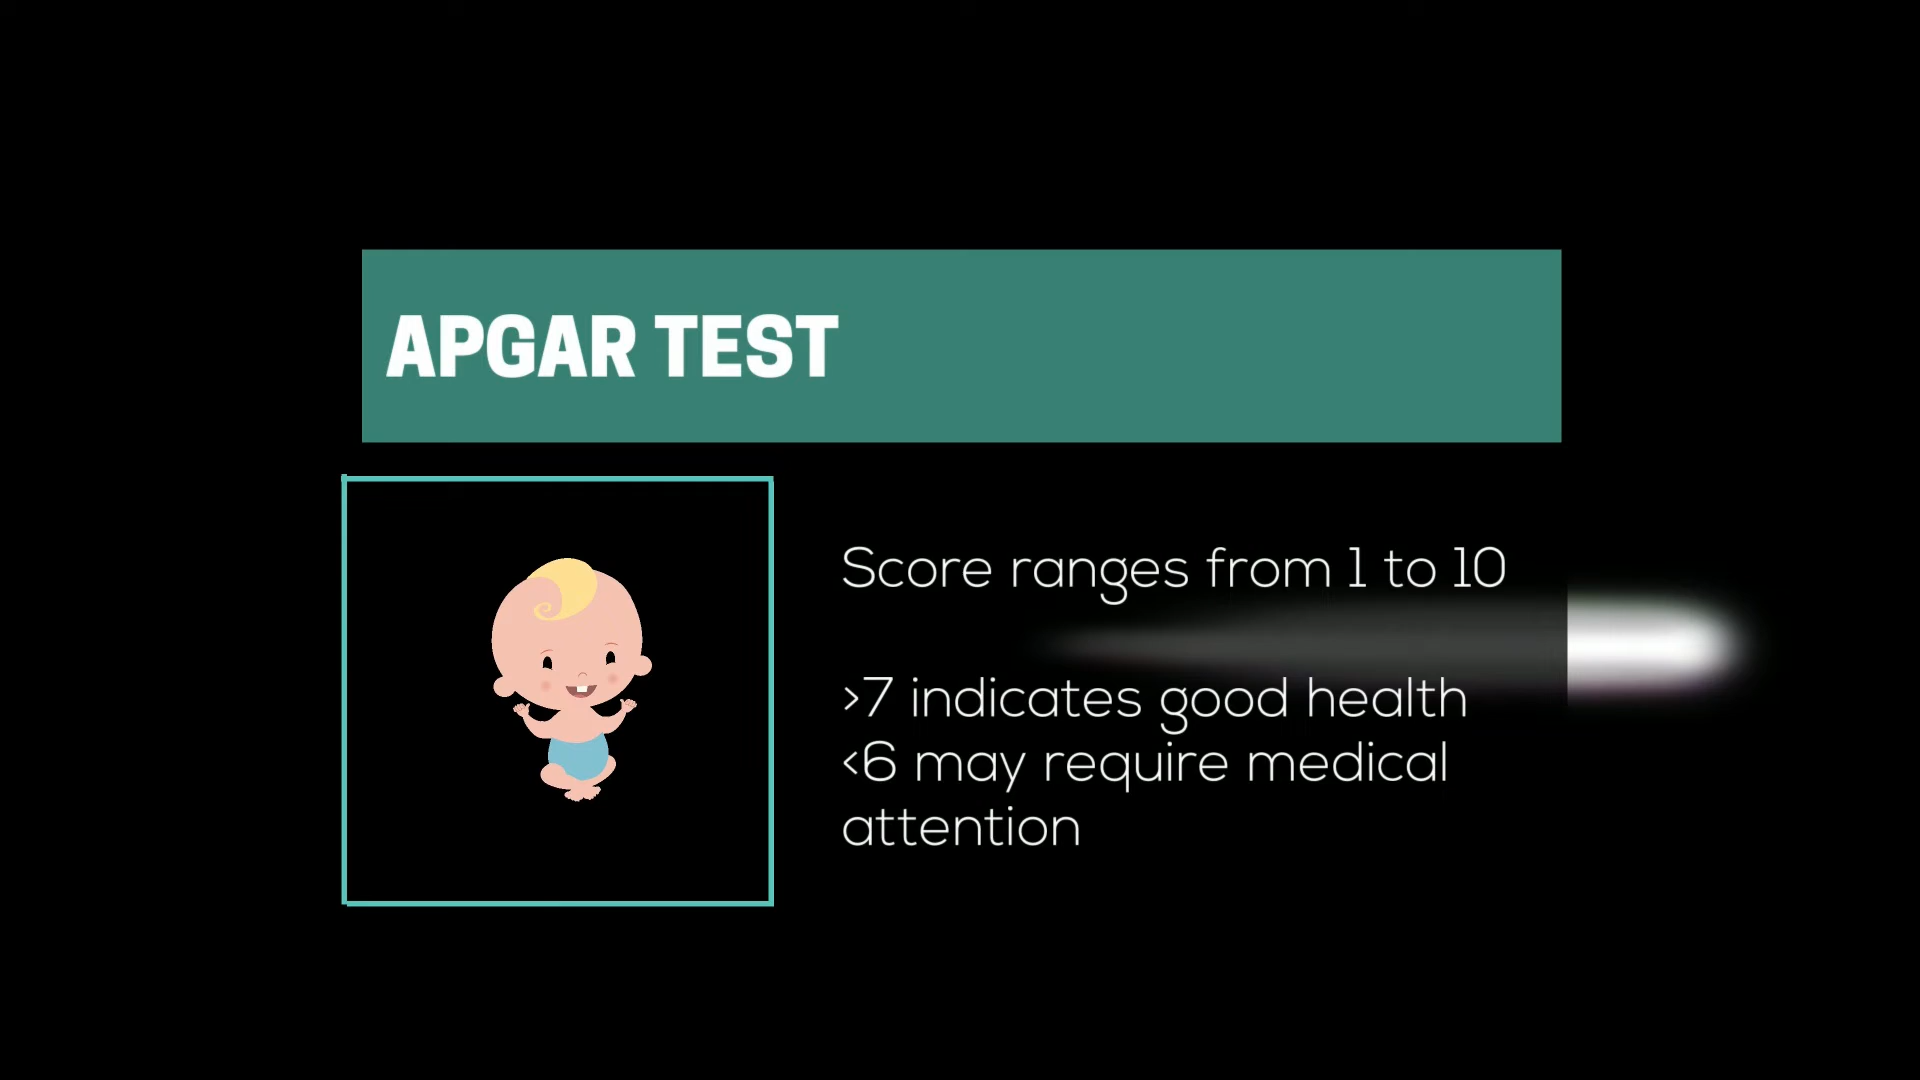 APGAR TEST
Score ranges from 1 to 10
>7 indicates good health
<6 may require medical
attention